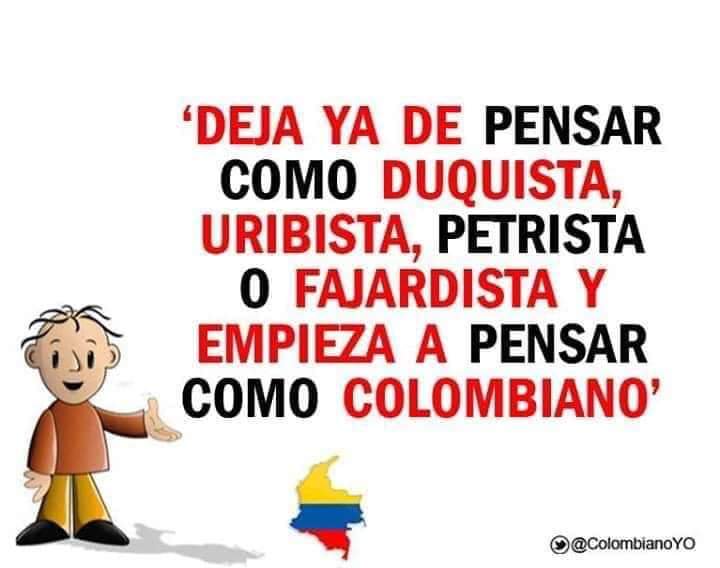 ‘DEJA YA DE PENSAR
COMO DUQUISTA,
URIBISTA, PETRISTA
O FAJARDISTA Y
EMPIEZA A PENSAR
COMO COLOMBIANO’
@ColombianoYO